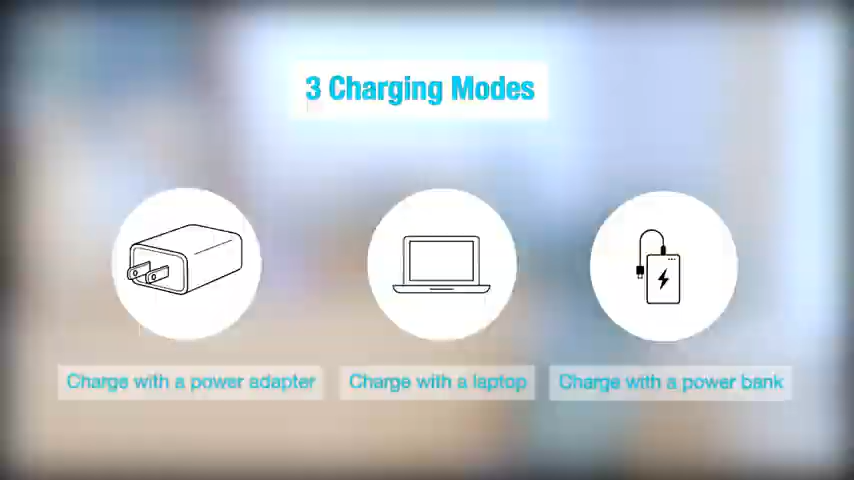 3 Charging Modes
Charge with a power adapter
Charge with a laptop
Charge with a power bank